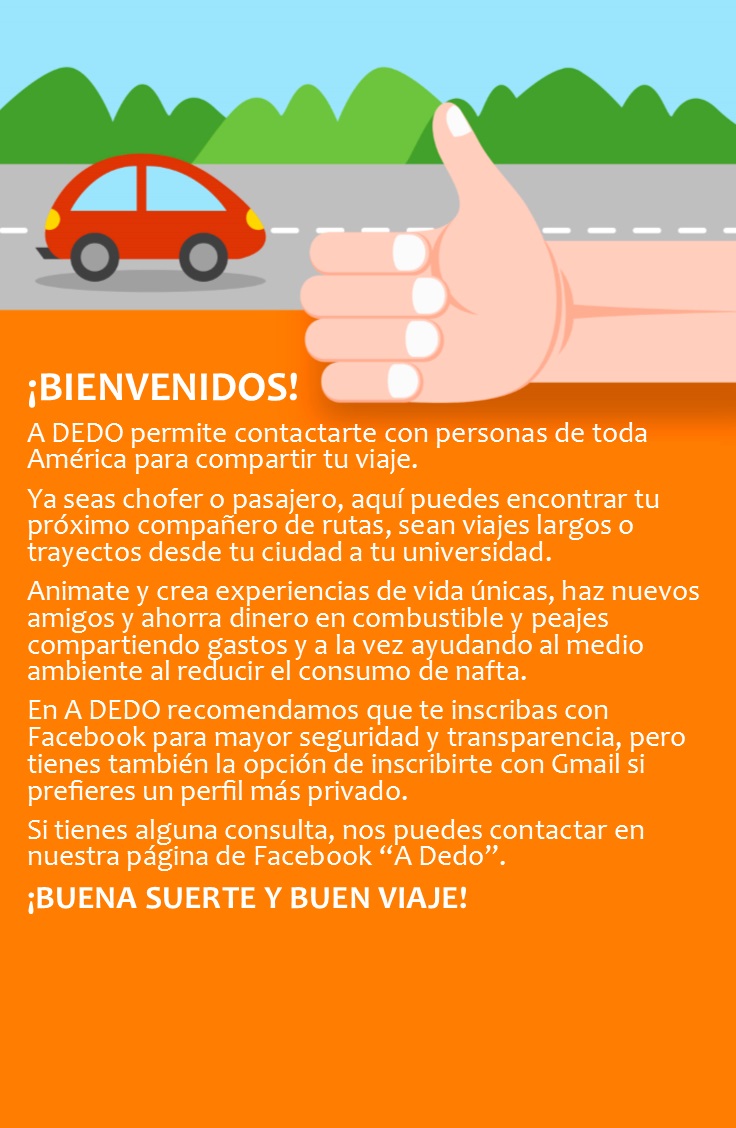 ¡BIENVENIDOS!
A DEDO permite contactarte con personas de toda
América para compartir tu viaje.
Ya seas chofer o pasajero, aquí puedes encontrar tu
próximo compañero de rutas, sean viajes largos o
trayectos desde tu ciudad a tu universidad.
Animate y crea experiencias de vida únicas, haz nuevos
amigos y ahorra dinero en combustible y peajes
compartiendo gastos y a la vez ayudando al medio
ambiente al reducir el consumo de nafta.
En A DEDO recomendamos que te inscribas con
Facebook para mayor seguridad y transparencia, pero
tienes también la opción de inscribirte con Gmail si
prefieres un perfil más privado.
Si tienes alguna consulta, nos puedes contactar en
nuestra página de Facebook “A Dedo”.
¡BUENA SUERTE Y BUEN VIAJE!